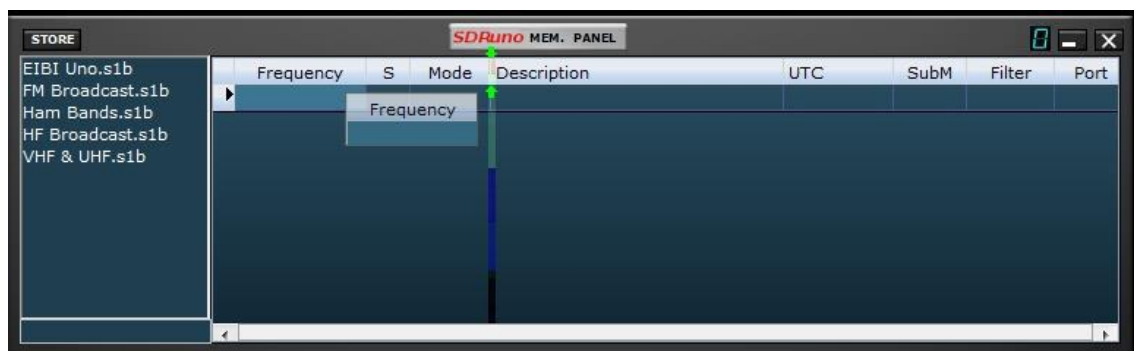 STORE
SDRuno MEM. PANEL
8
EIBI Uno.s1b
FM Broadcast.s1b
Ham Bands.s1b
HF Broadcast.s1b
VHF & UHF.s1b
Frequency S Mode Description UTC SubM Filter Port
Frequency